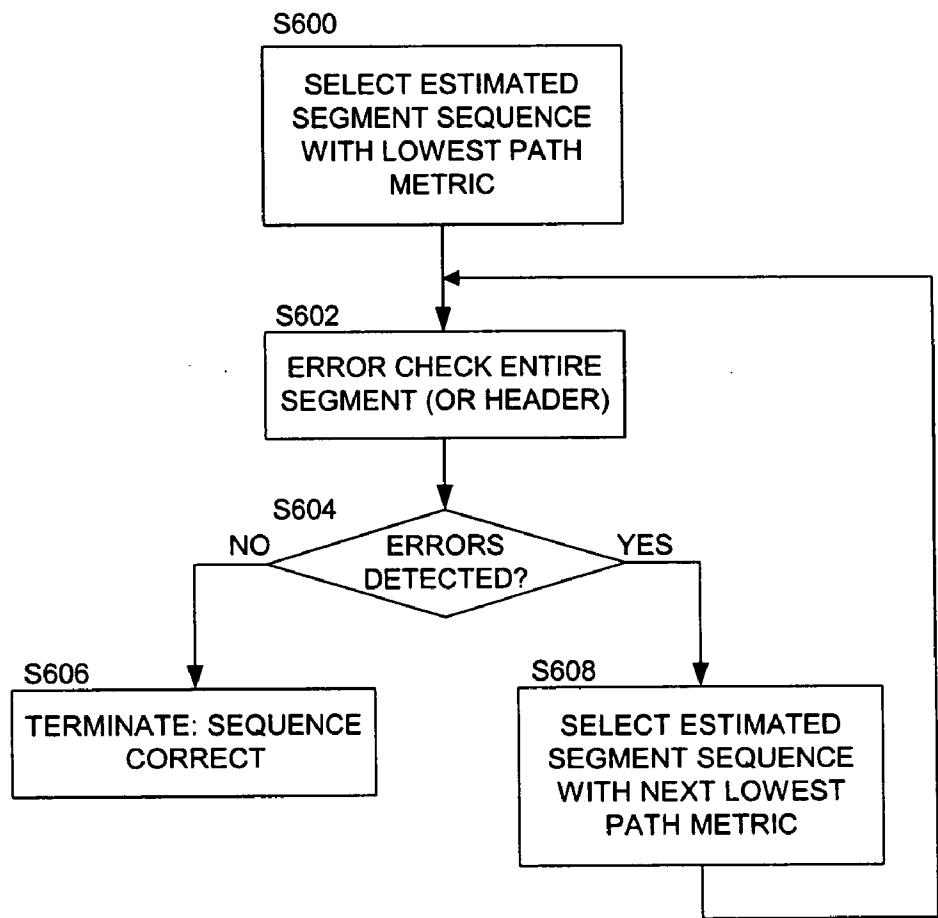 S600
SELECT ESTIMATED
SEGMENT SEQUENCE
WITH LOWEST PATH
METRIC
S602
ERROR CHECK ENTIRE
SEGMENT (OR HEADER)
S604
NO
ERRORS
DETECTED?
YES
S606
TERMINATE: SEQUENCE
CORRECT
S608
SELECT ESTIMATED
SEGMENT SEQUENCE
WITH NEXT LOWEST
PATH METRIC